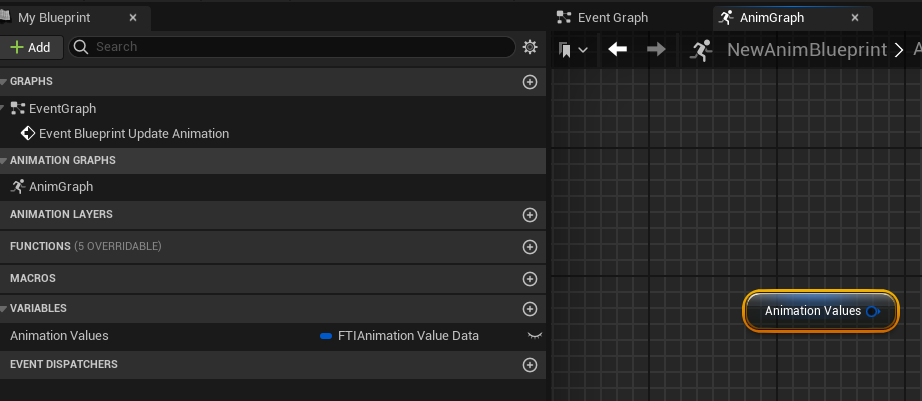 My Blueprint
Event Graph
AnimGraph
Add
Search
NewAnimBlueprint
GRAPHS
EventGraph
Event Blueprint Update Animation
ANIMATION GRAPHS
AnimGraph
ANIMATION LAYERS
FUNCTIONS (5 OVERRIDABLE)
MACROS
VARIABLES
Animation Values
FTIAnimation Value Data
EVENT DISPATCHERS
Animation Values